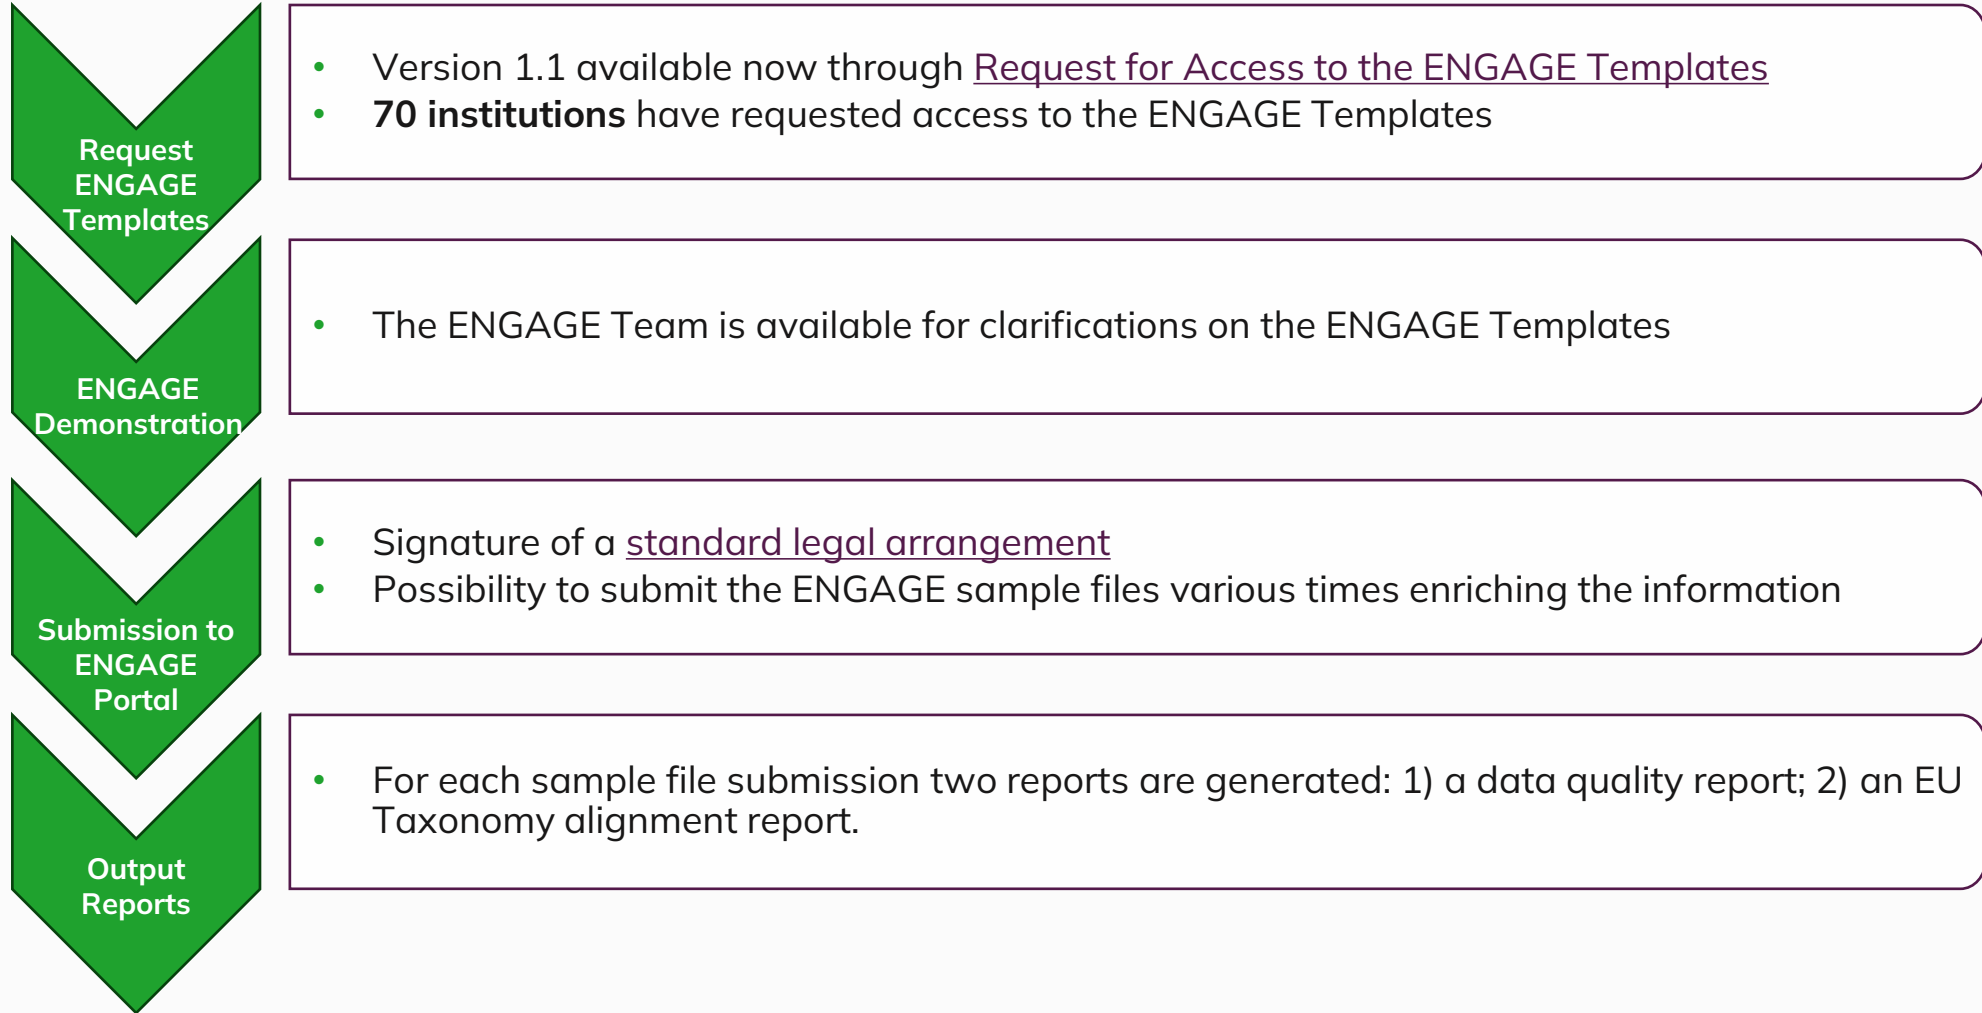 Request
ENGAGE
Templates
• Version 1.1 available now through Request for Access to the ENGAGE Templates
• 70 institutions have requested access to the ENGAGE Templates
ENGAGE
Demonstration
• The ENGAGE Team is available for clarifications on the ENGAGE Templates
Submission to
ENGAGE
Portal
• Signature of a standard legal arrangement
• Possibility to submit the ENGAGE sample files various times enriching the information
Output
Reports
• For each sample file submission two reports are generated: 1) a data quality report; 2) an EU
Taxonomy alignment report.